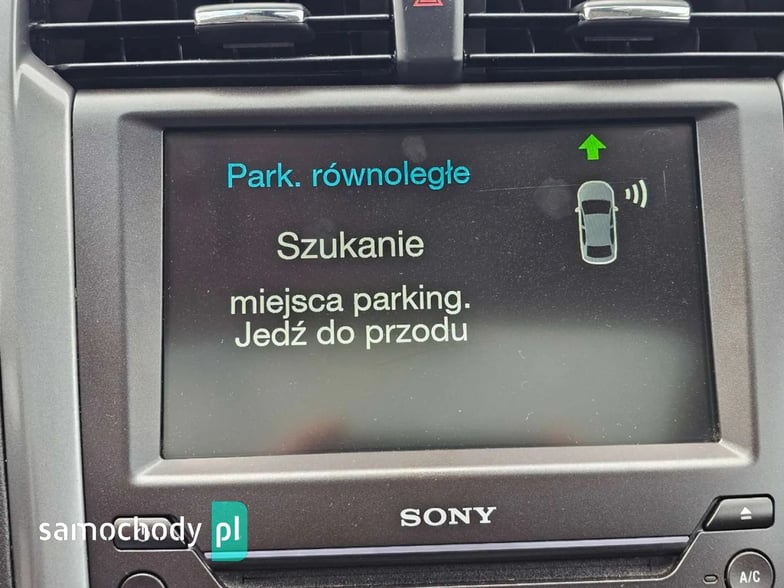 Park. równoległe
Szukanie
miejsca parking.
Jedź do przodu
SONY
samochody pl
A/C